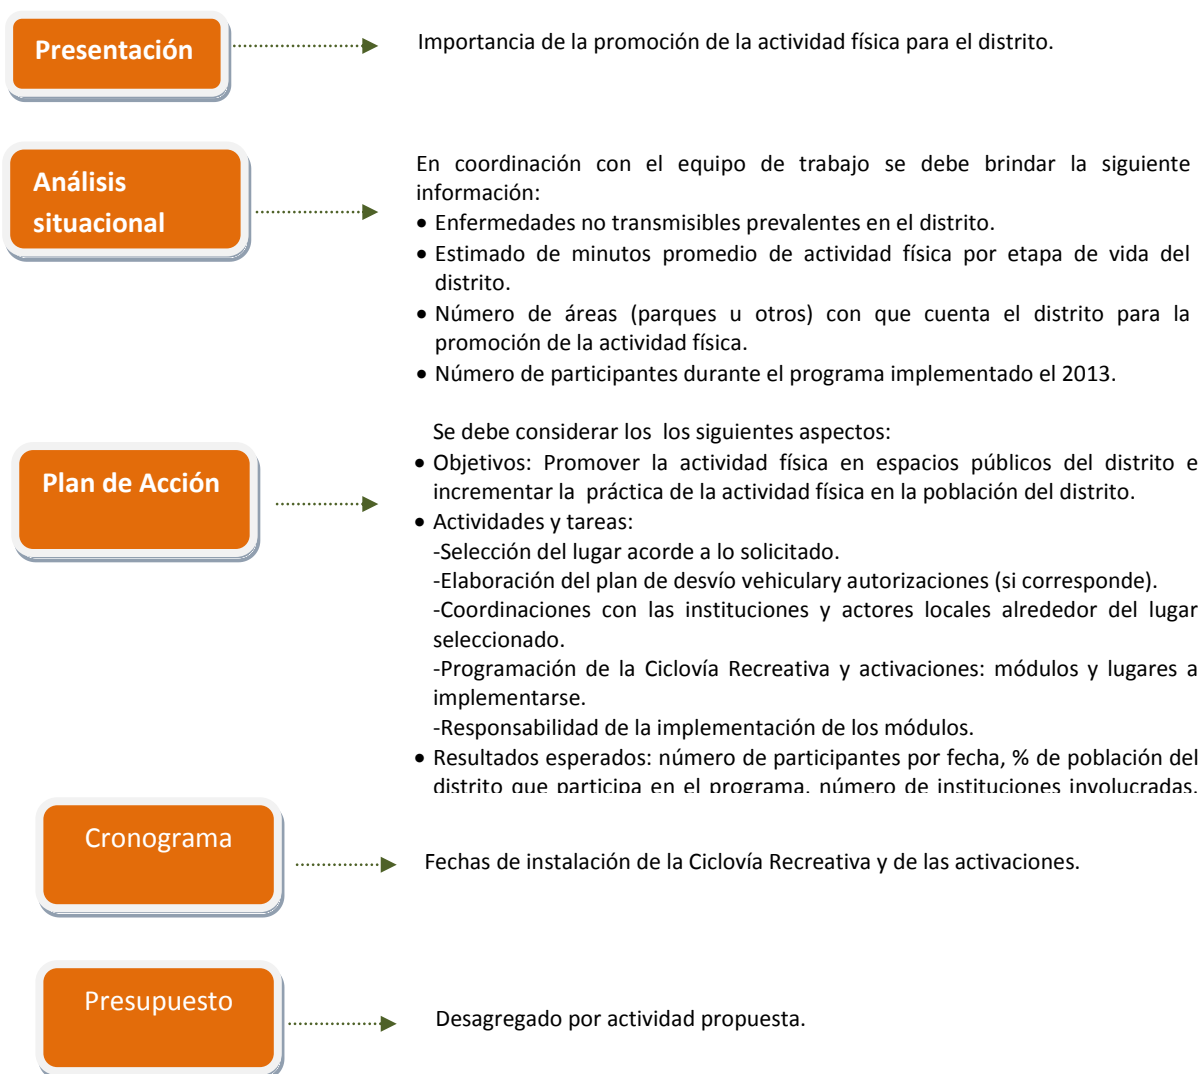 Presentación
Importancia de la promoción de la actividad física para el distrito.
Análisis
situacional
En coordinación con el equipo de trabajo se debe brindar la siguiente
información:
• Enfermedades no transmisibles prevalentes en el distrito.
• Estimado de minutos promedio de actividad física por etapa de vida del
distrito.
• Número de áreas (parques u otros) con que cuenta el distrito para la
promoción de la actividad física.
• Número de participantes durante el programa implementado el 2013.
Plan de Acción
Se debe considerar los los siguientes aspectos:
• Objetivos: Promover la actividad física en espacios públicos del distrito e
incrementar la práctica de la actividad física en la población del distrito.
• Actividades y tareas:
-Selección del lugar acorde a lo solicitado.
-Elaboración del plan de desvío vehiculary autorizaciones (si corresponde).
-Coordinaciones con las instituciones y actores locales alrededor del lugar
seleccionado.
-Programación de la Ciclovía Recreativa y activaciones: módulos y lugares a
implementarse.
-Responsabilidad de la implementación de los módulos.
• Resultados esperados: número de participantes por fecha, % de población del
distrito que participa en el programa, número de instituciones involucradas.
Cronograma
Fechas de instalación de la Ciclovía Recreativa y de las activaciones.
Presupuesto
Desagregado por actividad propuesta.